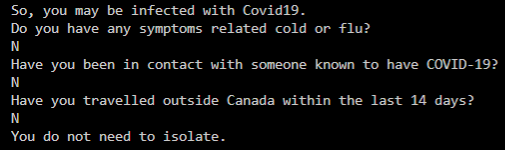 So, you may be infected with Covid19.
Do you have any symptoms related cold or flu?
N
Have you been in contact with someone known to have COVID-19?
N
Have you travelled outside Canada within the last 14 days?
N
You do not need to isolate.